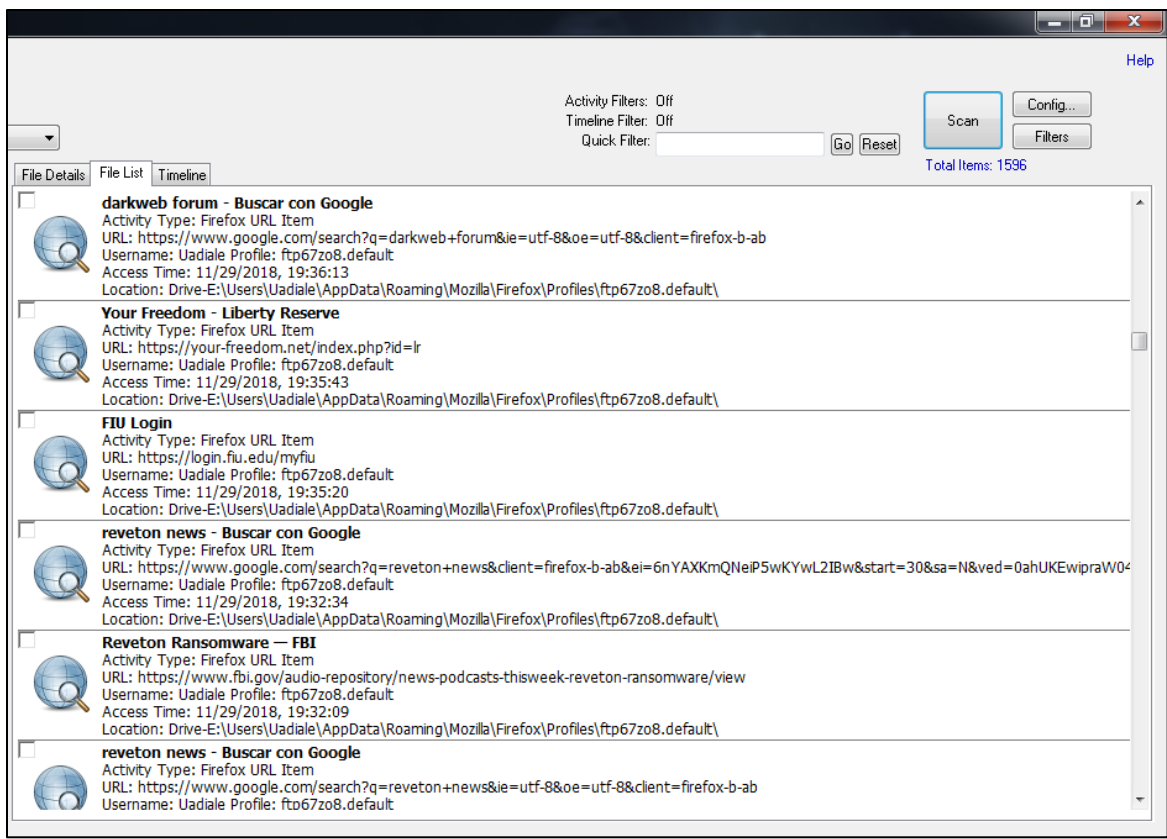 Help
Activity Filters: Off
Timeline Filter: Off
Quick Filter:
Go
Reset
Scan
Config...
Filters
Total Items: 1596
File Details
File List
Timeline
darkweb forum - Buscar con Google
Activity Type: Firefox URL Item
URL: https://www.google.com/search?q=darkweb+forum&ie=utf-8&oe=utf-8&client=firefox-b-ab
Username: Uadiale Profile: ftp67zo8.default
Access Time: 11/29/2018, 19:36:13
Location: Drive-E:\Users\Uadiale\AppData\Roaming\Mozilla\Firefox\Profiles\ftp67zo8.default\
Your Freedom - Liberty Reserve
Activity Type: Firefox URL Item
URL: https://your-freedom.net/index.php?id=lr
Username: Uadiale Profile: ftp67zo8.default
Access Time: 11/29/2018, 19:35:43
Location: Drive-E:\Users\Uadiale\AppData\Roaming\Mozilla\Firefox\Profiles\ftp67zo8.default\
FIU Login
Activity Type: Firefox URL Item
URL: https://login.fiu.edu/myfiu
Username: Uadiale Profile: ftp67zo8.default
Access Time: 11/29/2018, 19:35:20
Location: Drive-E:\Users\Uadiale\AppData\Roaming\Mozilla\Firefox\Profiles\ftp67zo8.default\
reveton news - Buscar con Google
Activity Type: Firefox URL Item
URL: https://www.google.com/search?q=reveton+news&client=firefox-b-ab&ei=6nYAXKmQNeiP5wKYwL2IBw&start=30&sa=N&ved=0ahUKEwipraW04
Username: Uadiale Profile: ftp67zo8.default
Access Time: 11/29/2018, 19:32:34
Location: Drive-E:\Users\Uadiale\AppData\Roaming\Mozilla\Firefox\Profiles\ftp67zo8.default\
Reveton Ransomware — FBI
Activity Type: Firefox URL Item
URL: https://www.fbi.gov/audio-repository/news-podcasts-thisweek-reveton-ransomware/view
Username: Uadiale Profile: ftp67zo8.default
Access Time: 11/29/2018, 19:32:09
Location: Drive-E:\Users\Uadiale\AppData\Roaming\Mozilla\Firefox\Profiles\ftp67zo8.default\
reveton news - Buscar con Google
Activity Type: Firefox URL Item
URL: https://www.google.com/search?q=reveton+news&ie=utf-8&oe=utf-8&client=firefox-b-ab
Username: Uadiale Profile: ftp67zo8.default